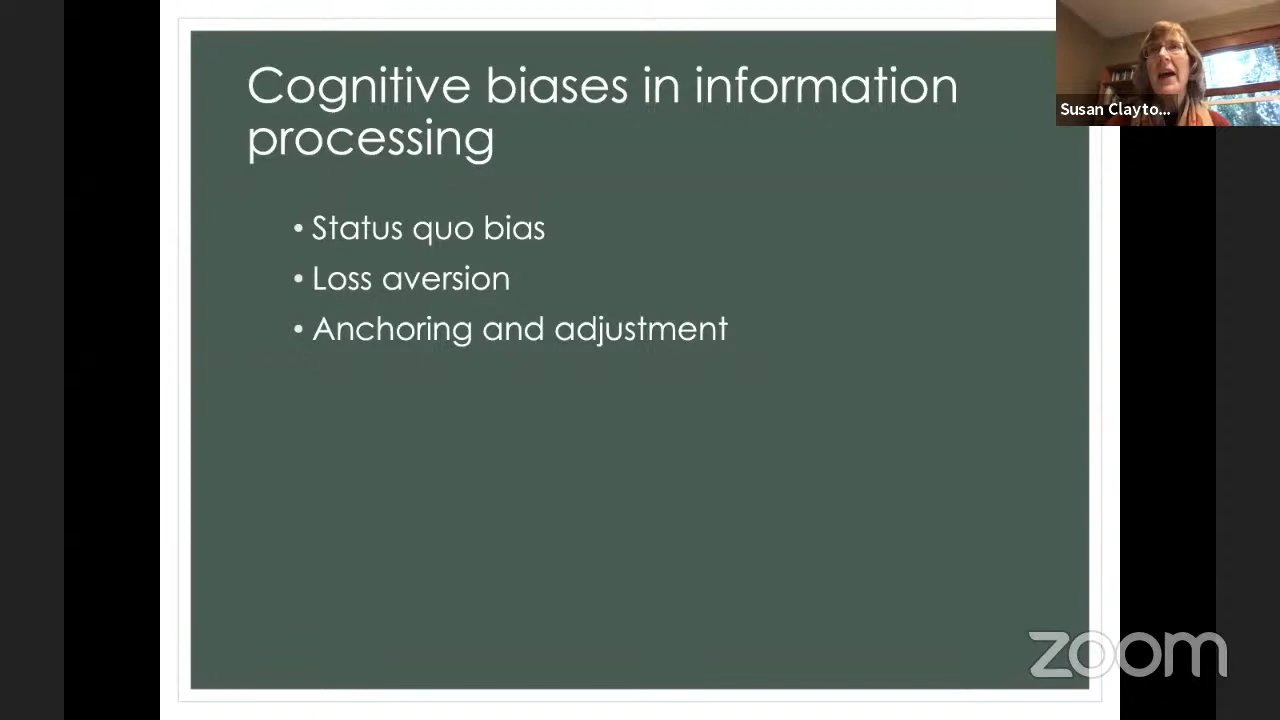 Cognitive biases in information
processing
• Status quo bias
• Loss aversion
• Anchoring and adjustment
Susan Clayto...
zoom